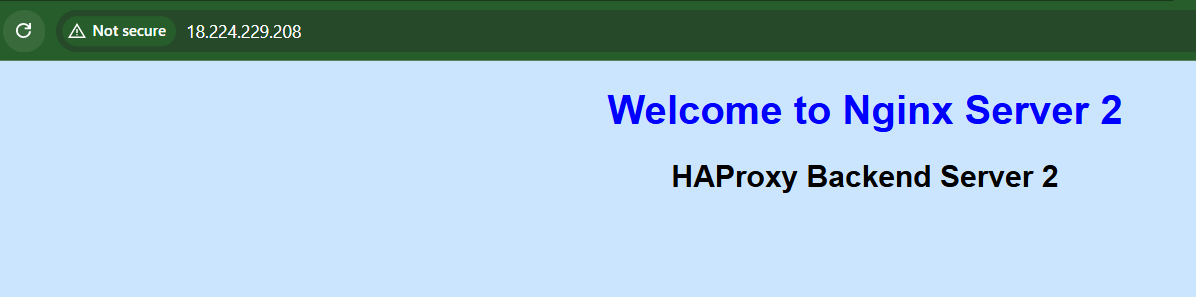 Not secure 18.224.229.208
Welcome to Nginx Server 2
HAProxy Backend Server 2